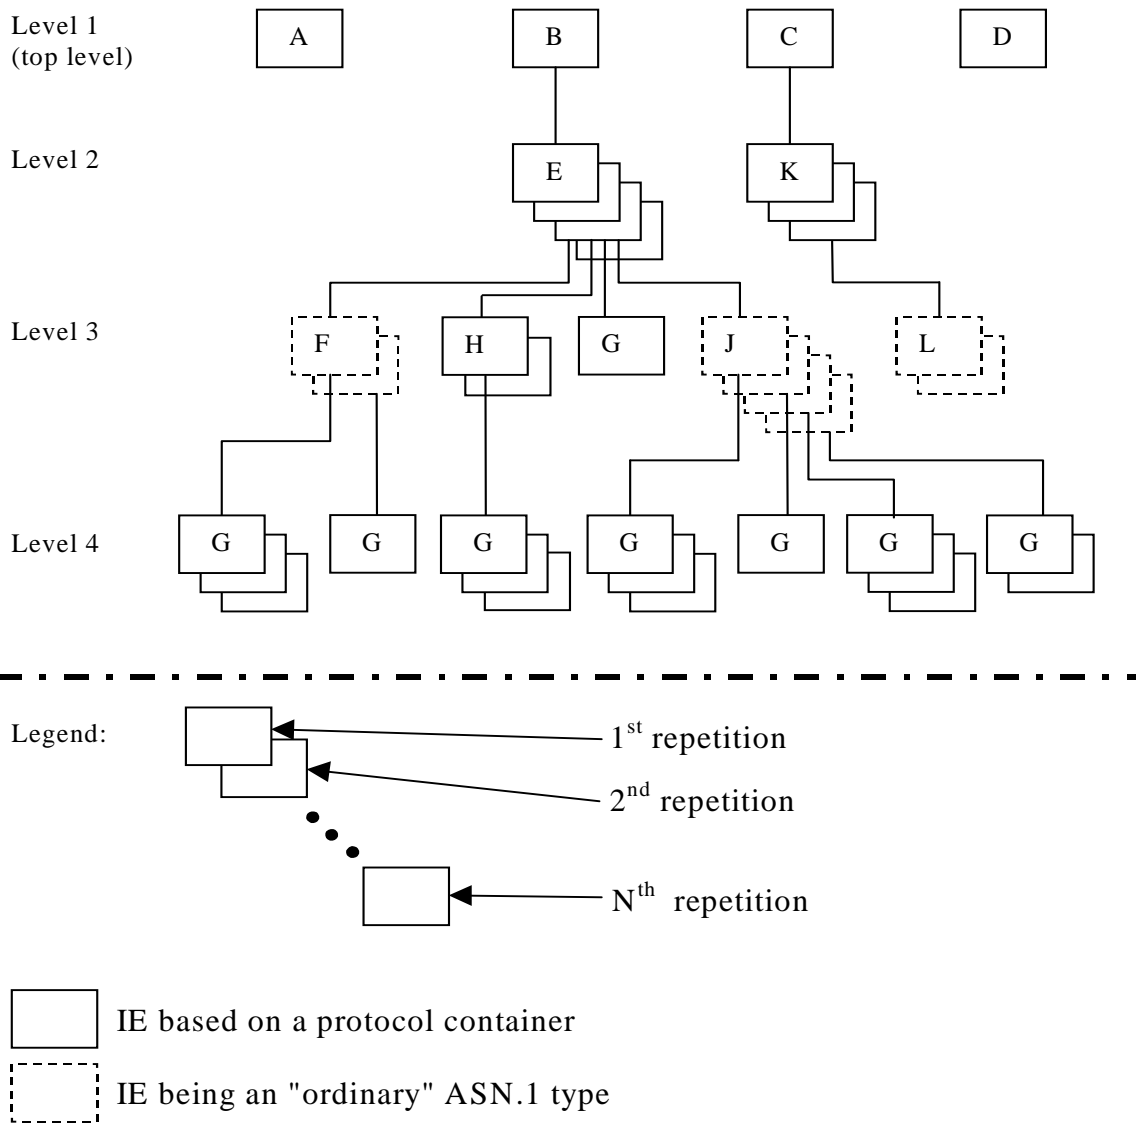 Level 1
(top level)
A
B
C
D
Level 2
E
K
Level 3
F
H
G
J
L
Level 4
G
G
G
G
G
G
G
Legend:
1st repetition
2nd repetition
Nth repetition
IE based on a protocol container
IE being an "ordinary" ASN.1 type